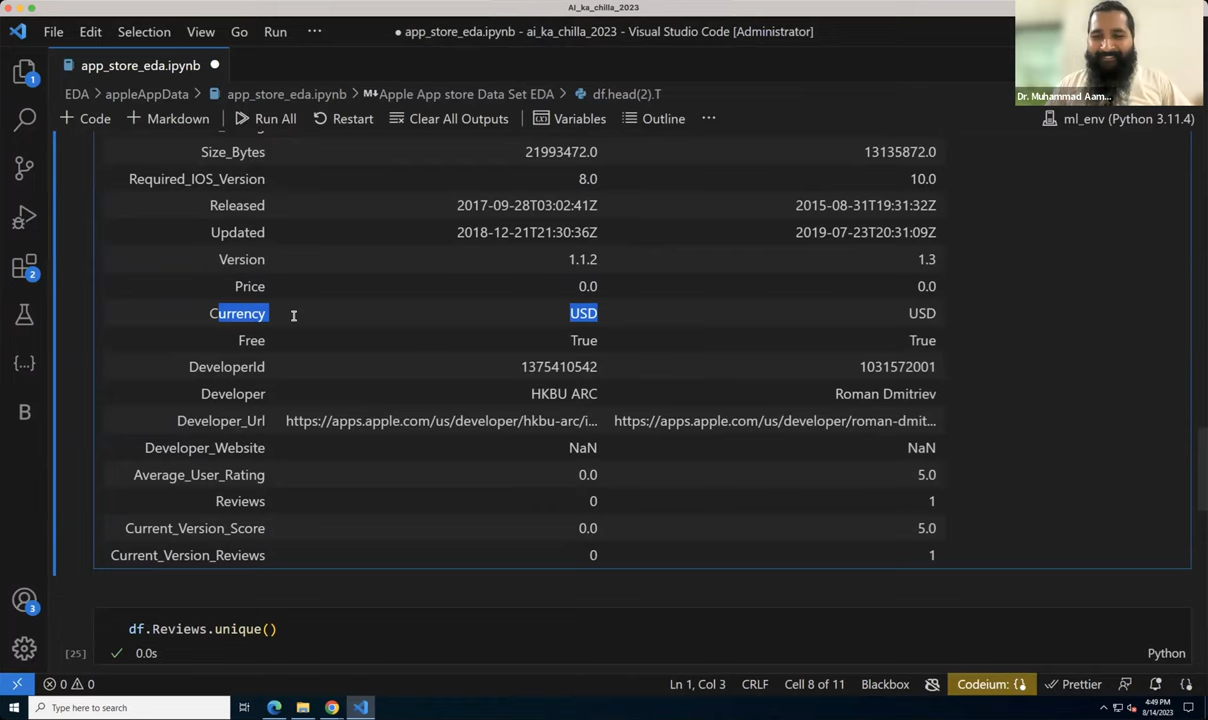 AI_ka_chilla_2023
File Edit Selection View Go Run ··· ● app_store_eda.ipynb - ai_ka_chilla_2023 - Visual Studio Code [Administrator]
app_store_eda.ipynb ●
EDA > appleAppData > app_store_eda.ipynb > M↓Apple App store Data Set EDA > df.head(2).T
+ Code + Markdown Run All Restart Clear All Outputs Variables Outline ··· ml_env (Python 3.11.4)
Dr. Muhammad Aam...
Size_Bytes 21993472.0 13135872.0
Required_IOS_Version 8.0 10.0
Released 2017-09-28T03:02:41Z 2015-08-31T19:31:32Z
Updated 2018-12-21T21:30:36Z 2019-07-23T20:31:09Z
Version 1.1.2 1.3
Price 0.0 0.0
Currency USD USD
Free True True
DeveloperId 1375410542 1031572001
Developer HKBU ARC Roman Dmitriev
Developer_Url https://apps.apple.com/us/developer/hkbu-arc/i... https://apps.apple.com/us/developer/roman-dmit...
Developer_Website NaN NaN
Average_User_Rating 0.0 5.0
Reviews 0 1
Current_Version_Score 0.0 5.0
Current_Version_Reviews 0 1
df.Reviews.unique()
[25] 0.0s Python
1
2
{...}
B
3
0 0 Ln 1, Col 3 CRLF Cell 8 of 11 Blackbox Codeium: {} Prettier
Type here to search
4:49 PM
8/14/2023